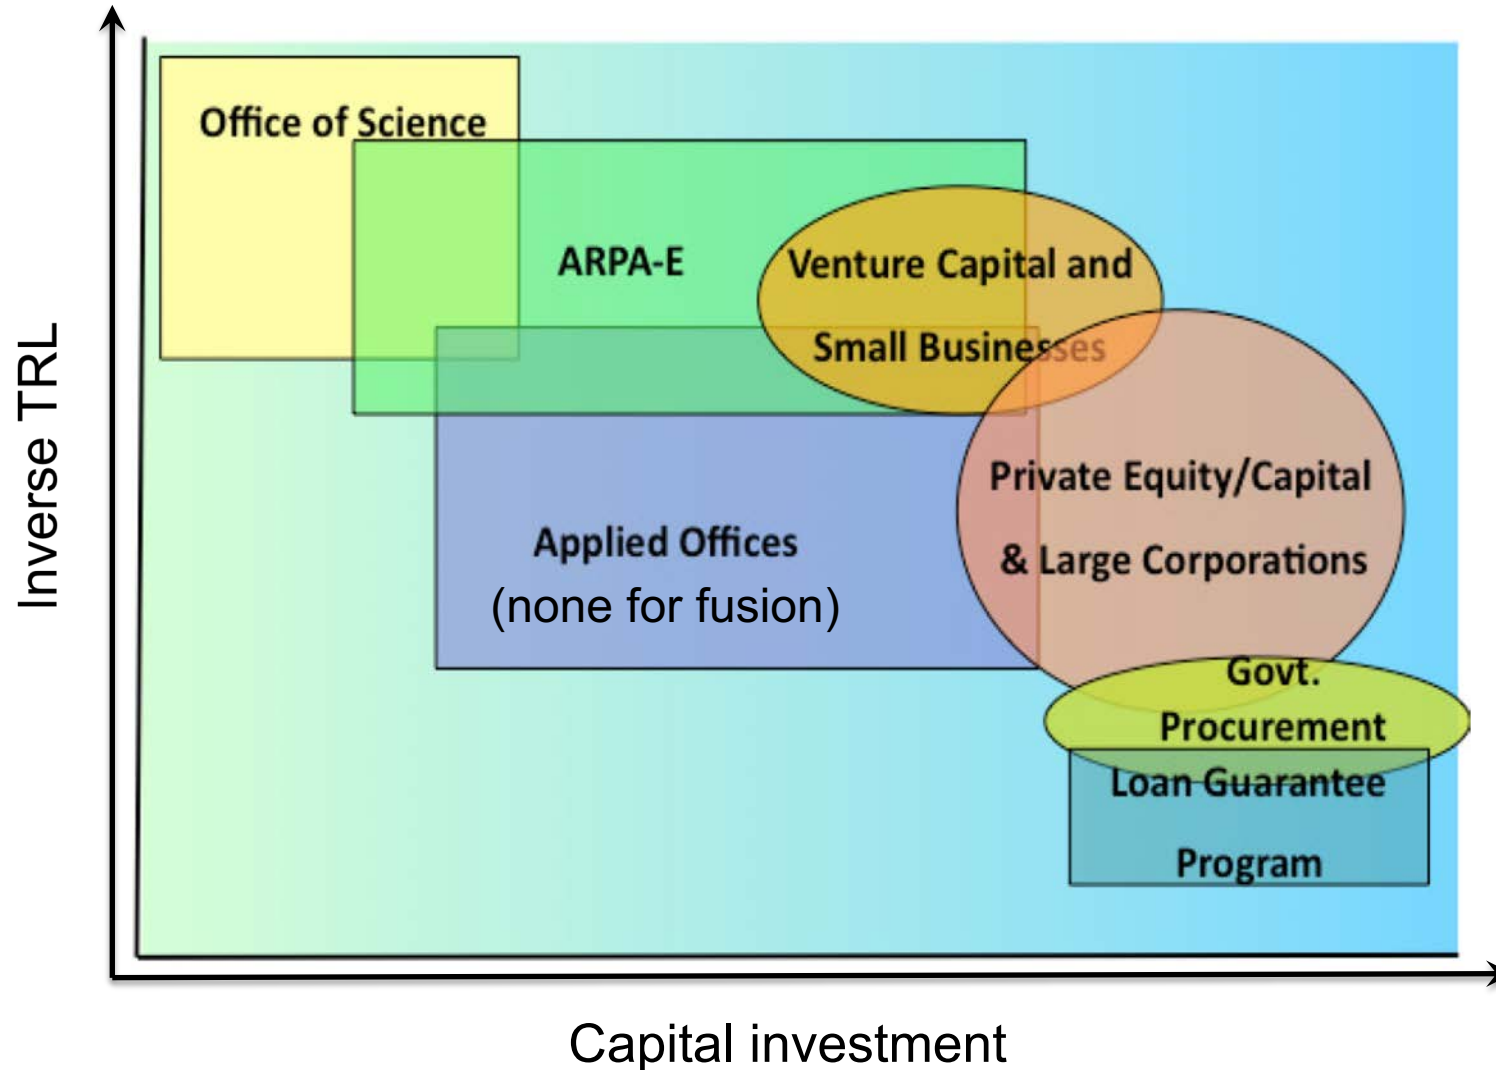 Office of Science
ARPA-E
Venture Capital and
Small Businesses
Private Equity/Capital
& Large Corporations
Applied Offices
(none for fusion)
Govt.
Procurement
Loan Guarantee
Program
Inverse TRL
Capital investment